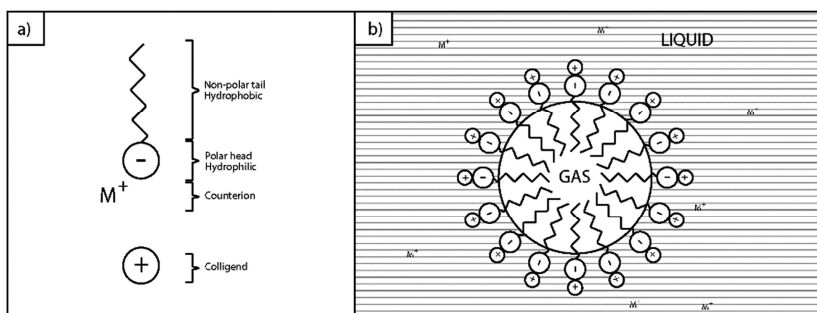 a)
Non-polar tail
Hydrophobic
-
Polar head
Hydrophilic
M+
Counterion
+
Colligend
b)
M+
M+
LIQUID
M+
GAS
M+
M+
M-
M+